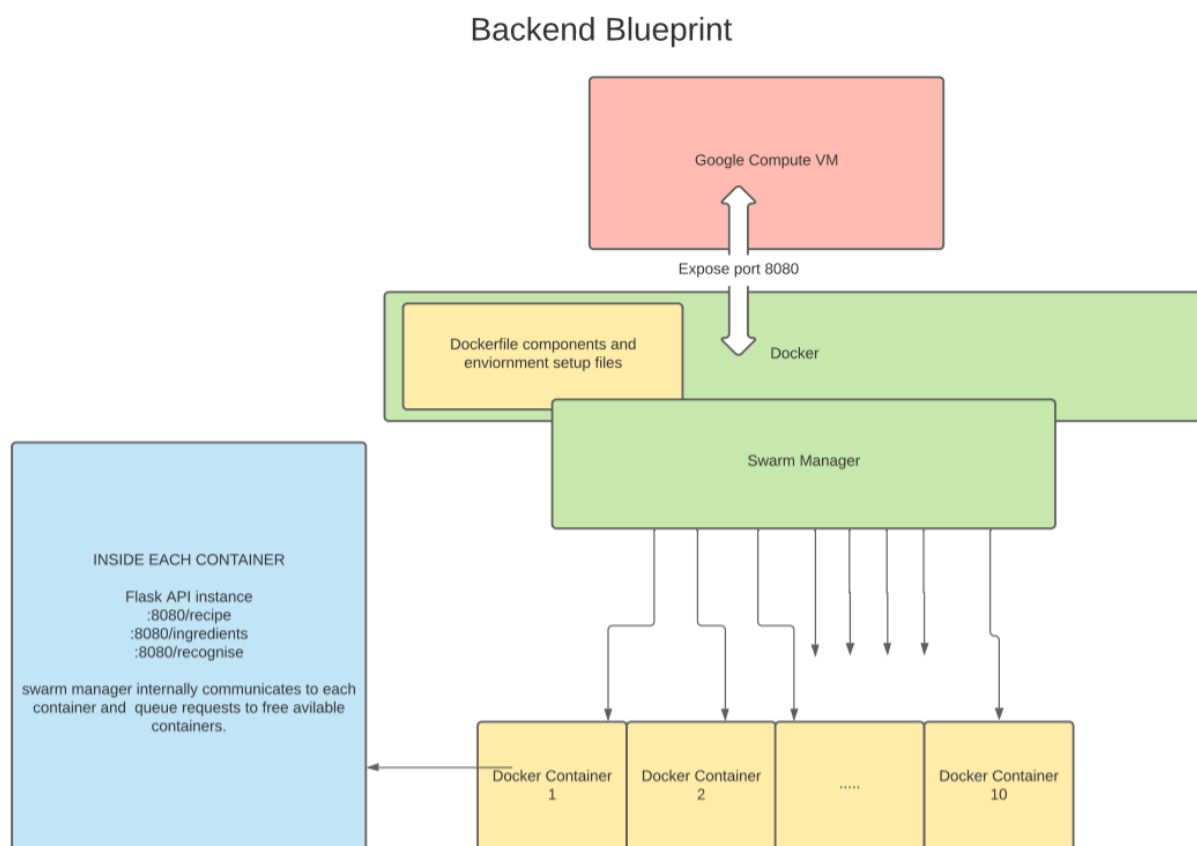 Backend Blueprint
Google Compute VM
Expose port 8080
Dockerfile components and
enviornment setup files
Docker
Swarm Manager
INSIDE EACH CONTAINER
Flask API instance
:8080/recipe
:8080/ingredients
:8080/recognise
swarm manager internally communicates to each
container and  queue requests to free avilable
containers.
Docker Container
1
Docker Container
2
.....
Docker Container
10